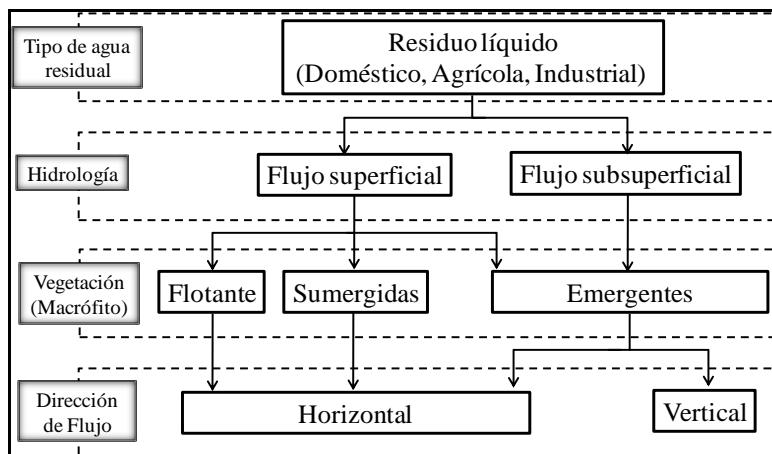 Tipo de agua
residual
Residuo líquido
(Doméstico, Agrícola, Industrial)
Hidrología
Flujo superficial
Flujo subsuperficial
Vegetación
(Macrófito)
Flotante
Sumergidas
Emergentes
Dirección
de Flujo
Horizontal
Vertical